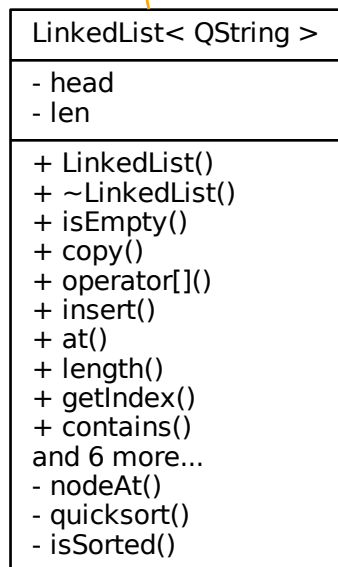 LinkedList< QString >
- head
- len
+ LinkedList()
+ ~LinkedList()
+ isEmpty()
+ copy()
+ operator[]()
+ insert()
+ at()
+ length()
+ getIndex()
+ contains()
and 6 more...
- nodeAt()
- quicksort()
- isSorted()